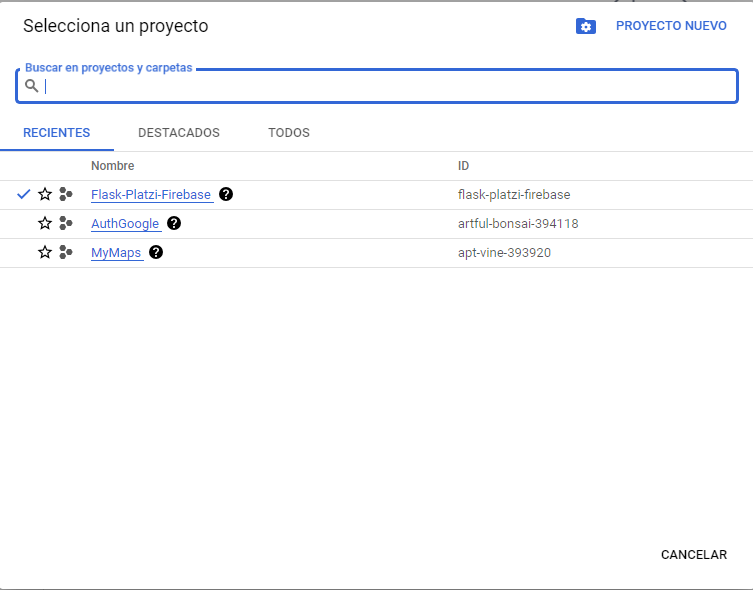 Selecciona un proyecto
PROYECTO NUEVO
Buscar en proyectos y carpetas
RECIENTES DESTACADOS TODOS
Nombre ID
Flask-Platzi-Firebase flask-platzi-firebase
AuthGoogle artful-bonsai-394118
MyMaps apt-vine-393920
CANCELAR